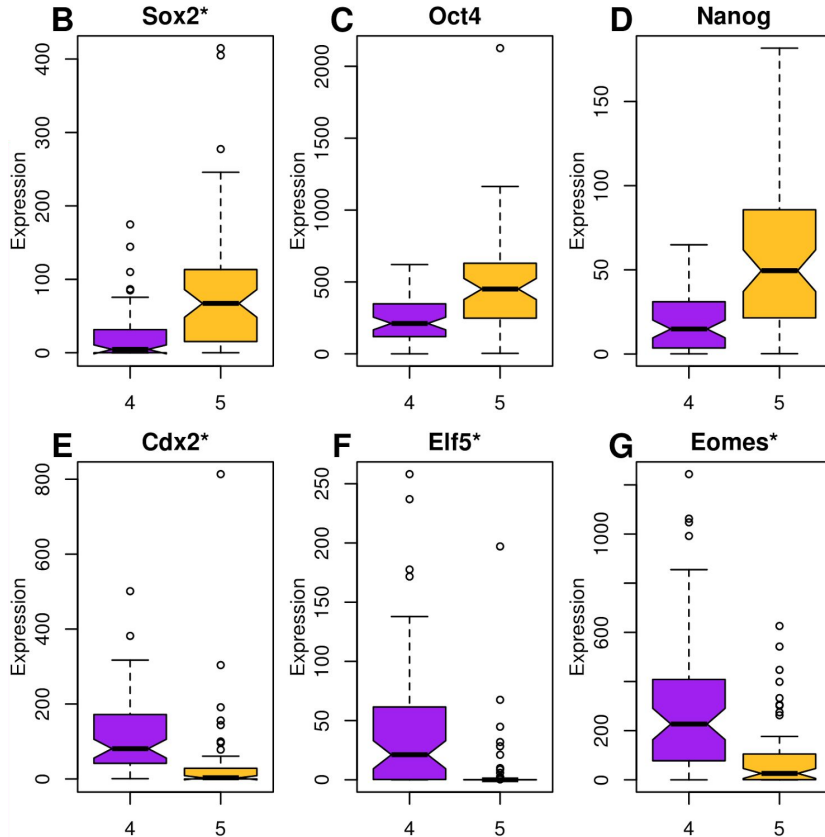 B Sox2*
C Oct4
D Nanog
Expression
0 100 200 300 400
4 5
Expression
0 500 1000 1500 2000
4 5
Expression
0 50 100 150
4 5
E Cdx2*
F Elf5*
G Eomes*
Expression
0 200 400 600 800
4 5
Expression
0 50 100 150 200 250
4 5
Expression
0 200 600 1000
4 5